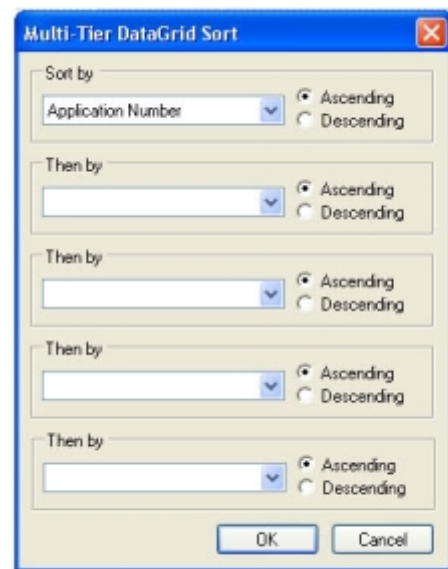 Multi-Tier DataGrid Sort
Sort by
Application Number
Ascending
Descending
Then by
Ascending
Descending
Then by
Ascending
Descending
Then by
Ascending
Descending
Then by
Ascending
Descending
OK Cancel